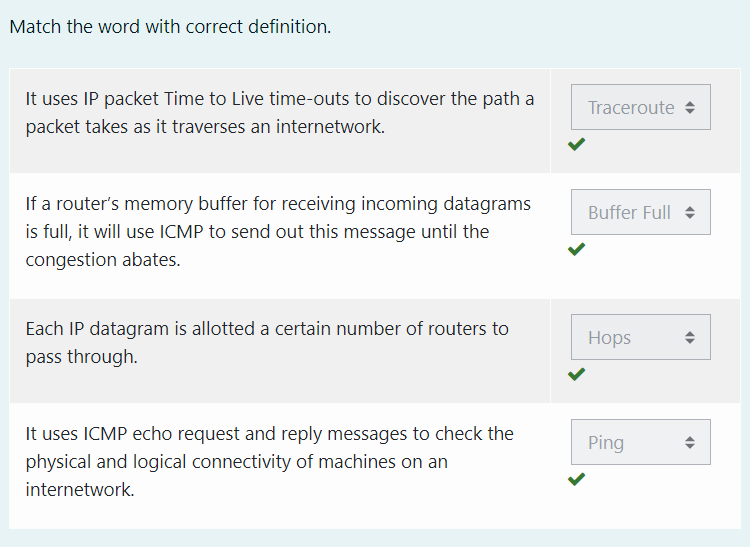 Match the word with correct definition.
It uses IP packet Time to Live time-outs to discover the path a
packet takes as it traverses an internetwork.
Traceroute
If a router's memory buffer for receiving incoming datagrams
is full, it will use ICMP to send out this message until the
congestion abates.
Buffer Full
Each IP datagram is allotted a certain number of routers to
pass through.
Hops
It uses ICMP echo request and reply messages to check the
physical and logical connectivity of machines on an
internetwork.
Ping